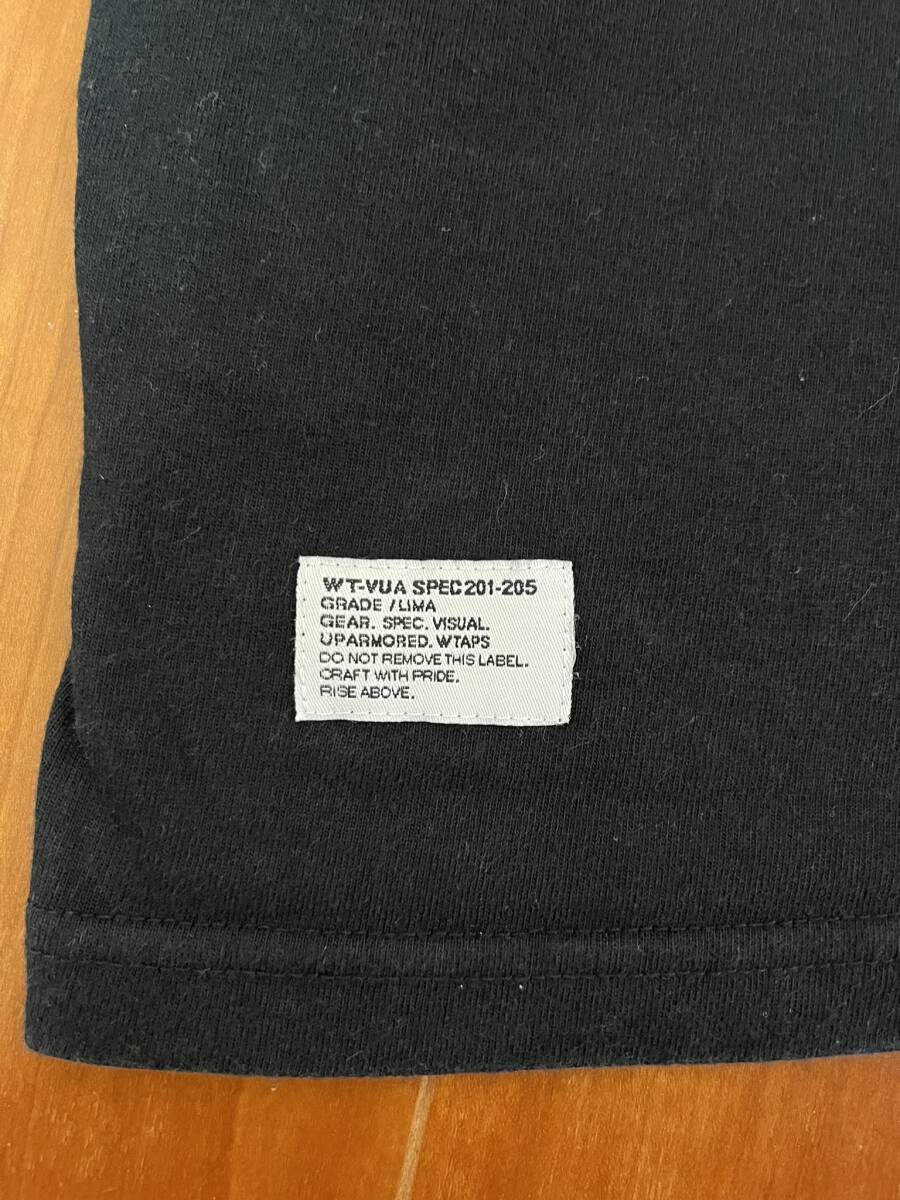 WT-VUA SPEC201-205
GRADE / LIMA
GEAR. SPEC. VISUAL.
UPARMORED. WTAPS
DO NOT REMOVE THIS LABEL.
CRAFT WITH PRIDE.
RISE ABOVE.